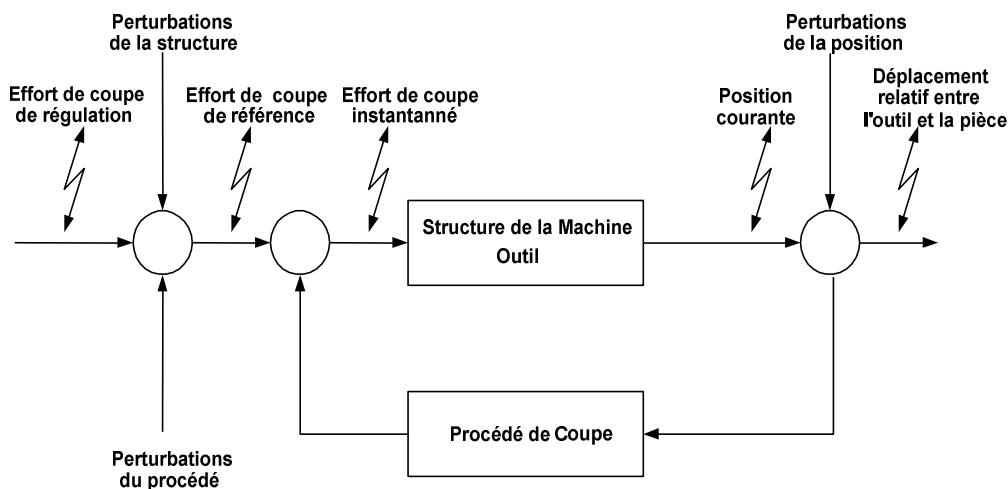 Perturbations
de la structure
Perturbations
de la position
Effort de coupe
de régulation
Effort de coupe
de référence
Effort de coupe
instantanné
Position
courante
Déplacement
relatif entre
l'outil et la pièce
Structure de la Machine
Outil
Procédé de Coupe
Perturbations
du procédé